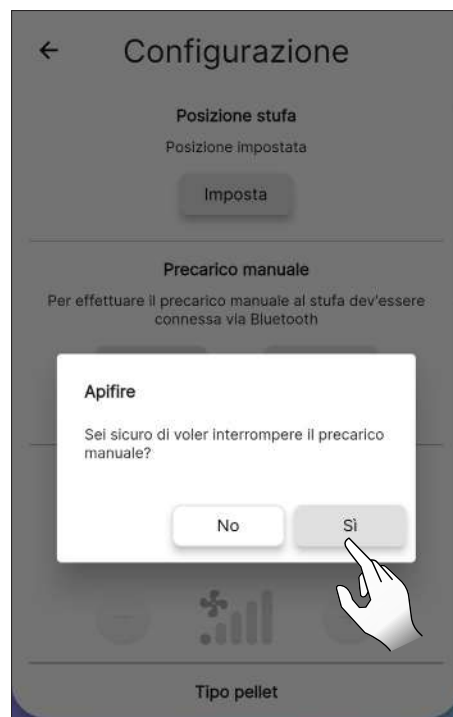 Configurazione
Posizione stufa
Posizione impostata
Imposta
Precarico manuale
Per effettuare il precarico manuale al stufa dev'essere
connessa via Bluetooth
Apifire
Sei sicuro di voler interrompere il precarico
manuale?
No
Sì
Tipo pellet